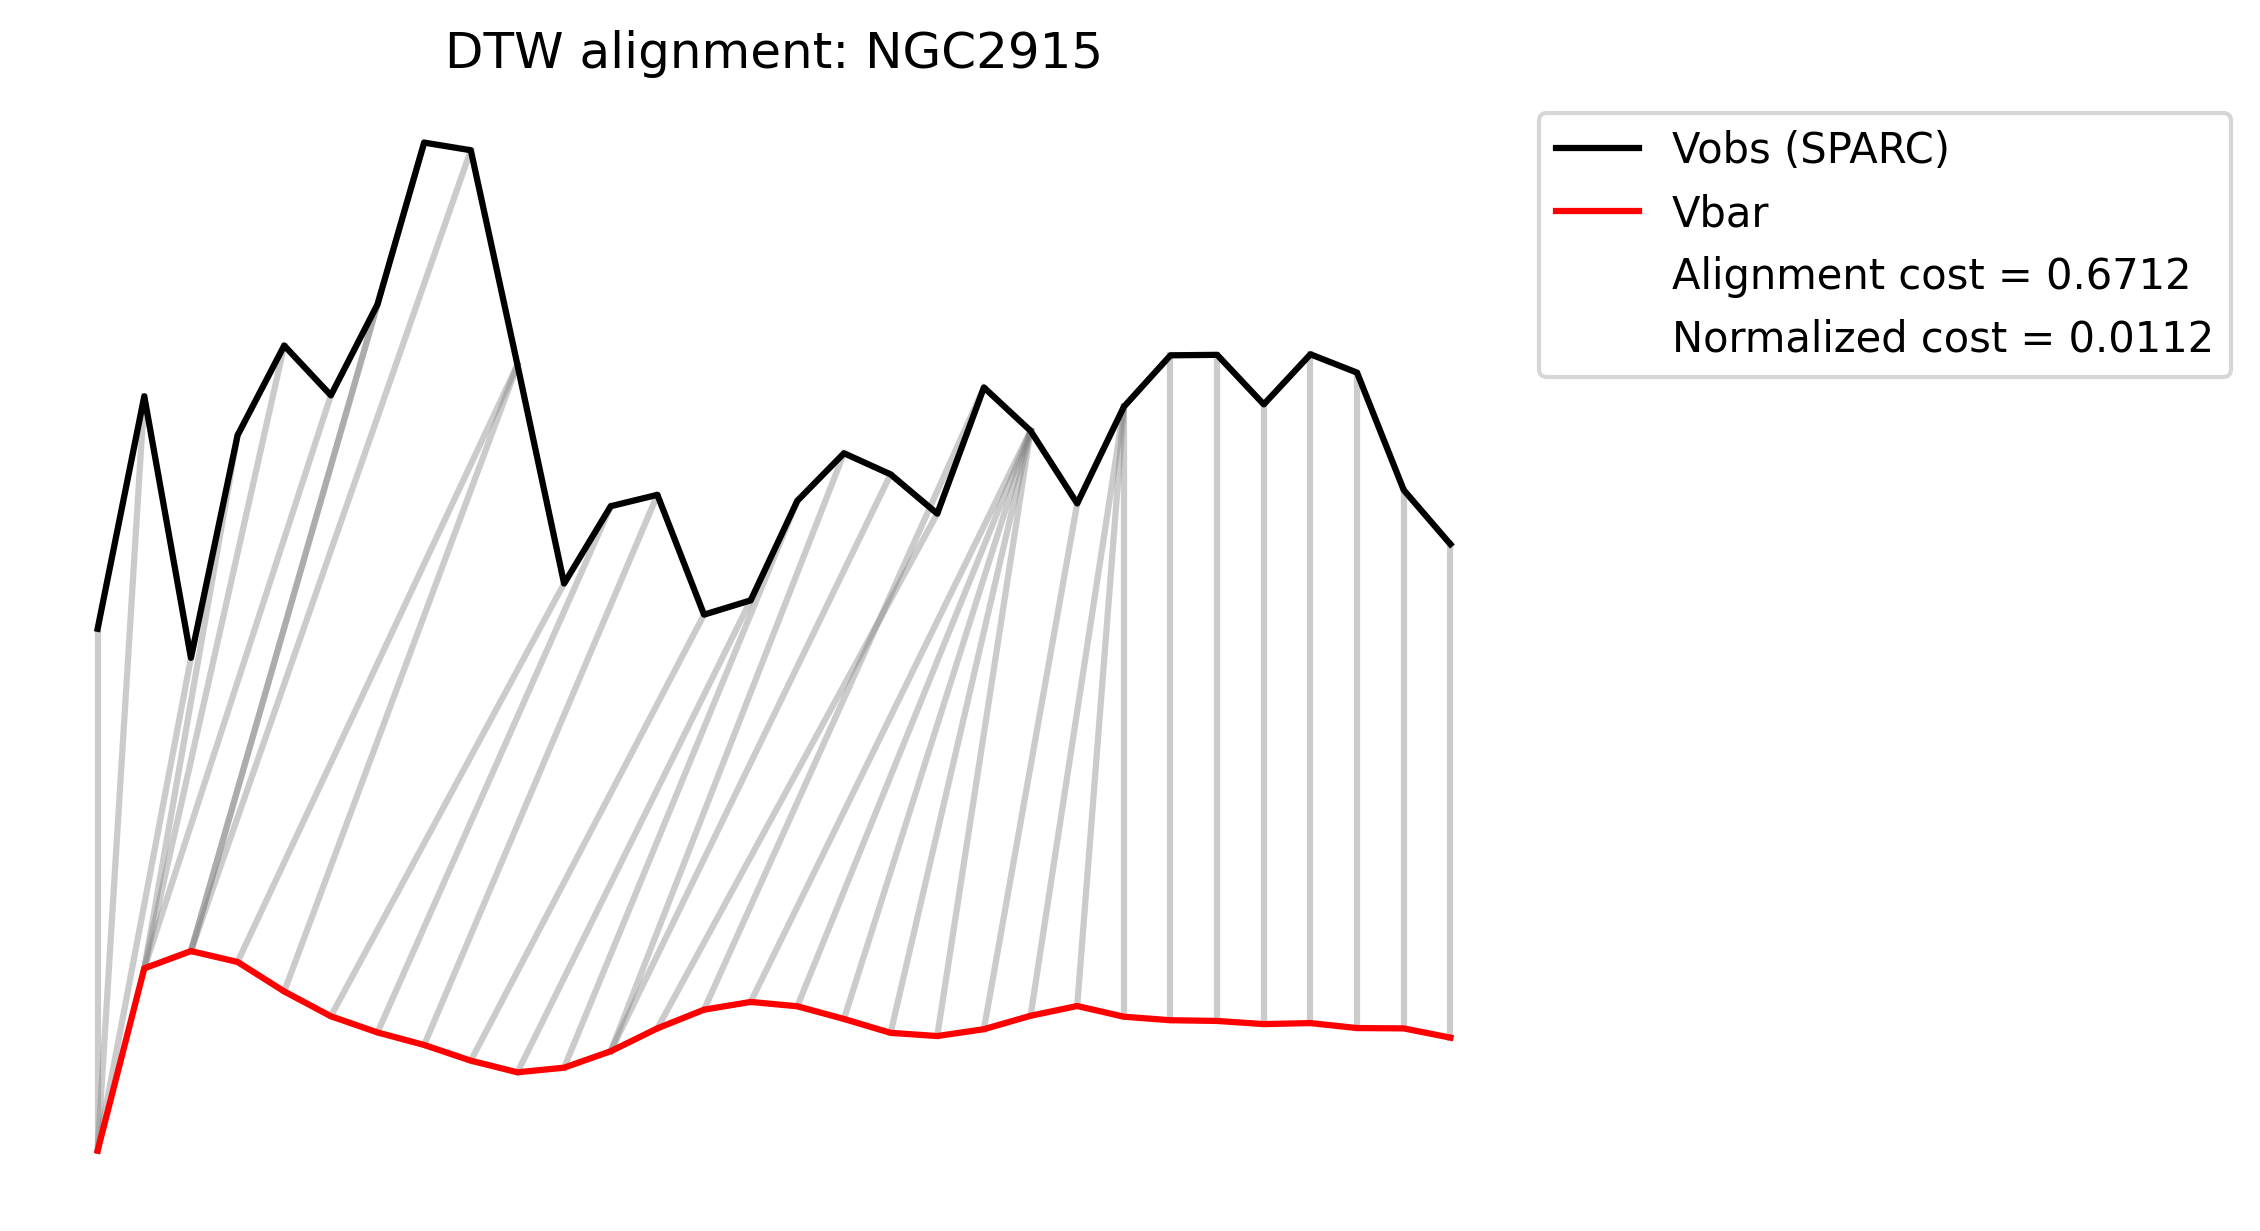 DTW alignment: NGC2915
Vobs (SPARC)
Vbar
Alignment cost = 0.6712
Normalized cost = 0.0112